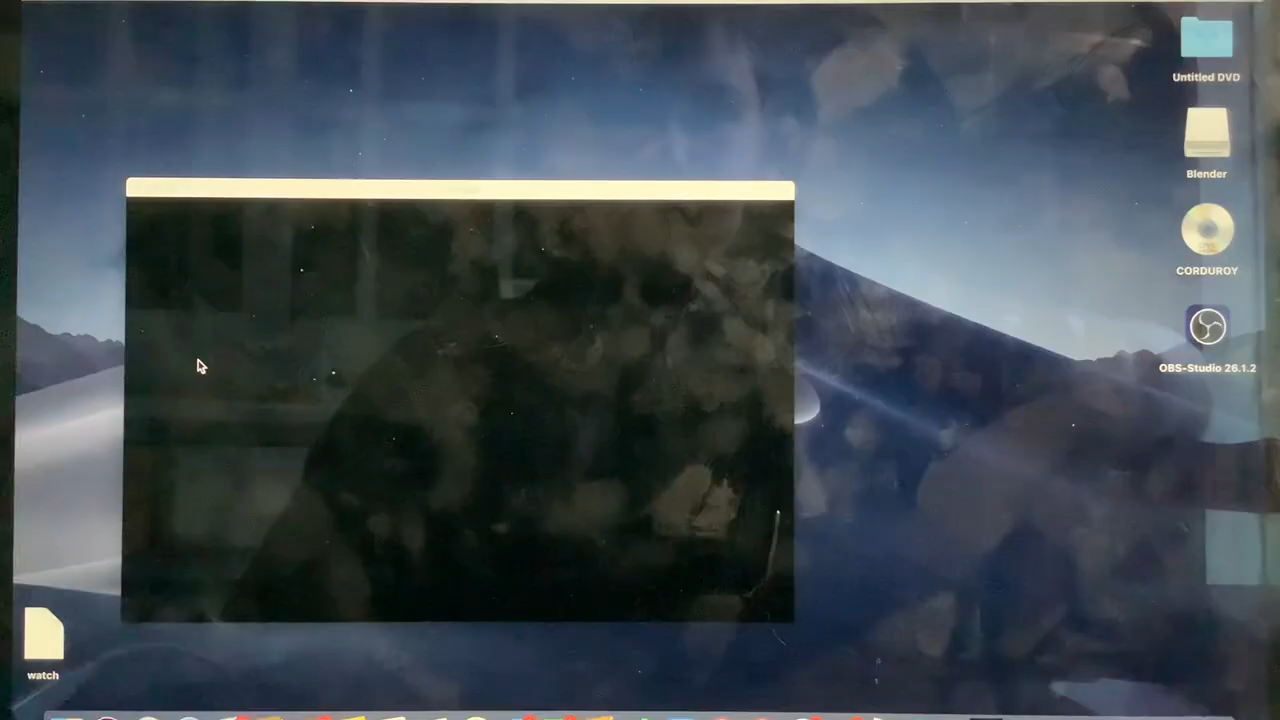 Untitled DVD
Blender
CORDUROY
OBS-Studio 26.1.2
watch